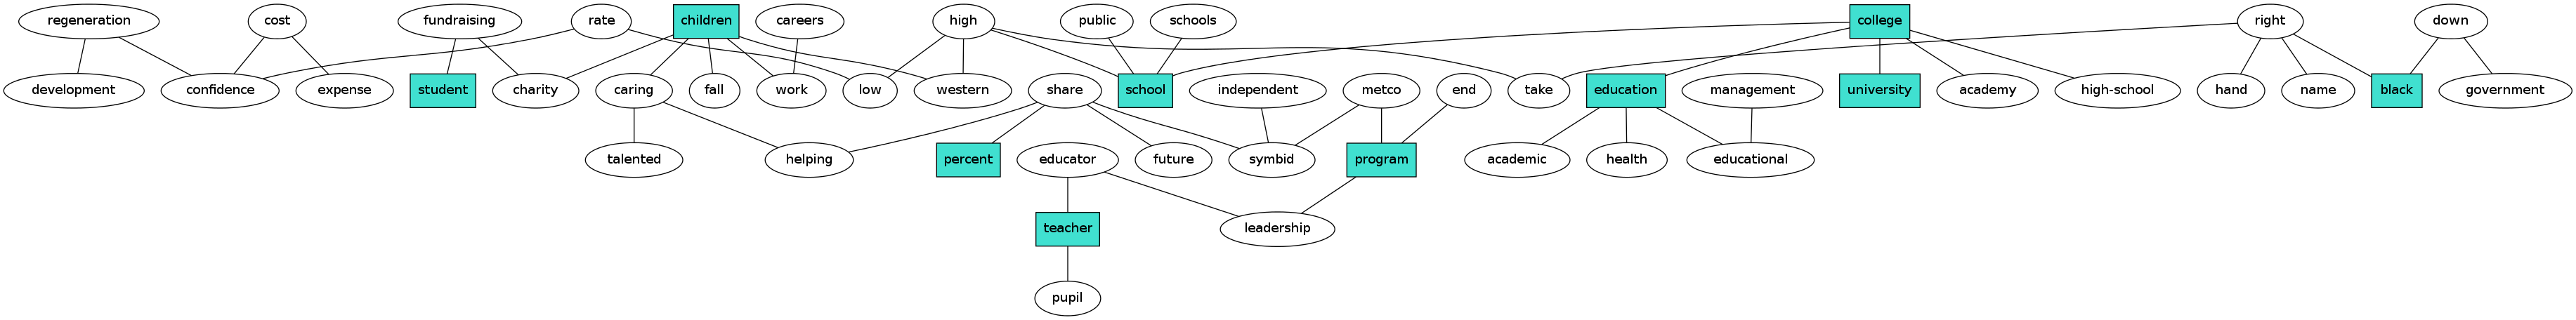 regeneration cost fundraising rate children careers high public schools college right down
development confidence expense student charity caring fall work low western share school independent metco end take education management university academy high-school hand name black government
talented helping percent educator future symbid program academic health educational
teacher leadership
pupil